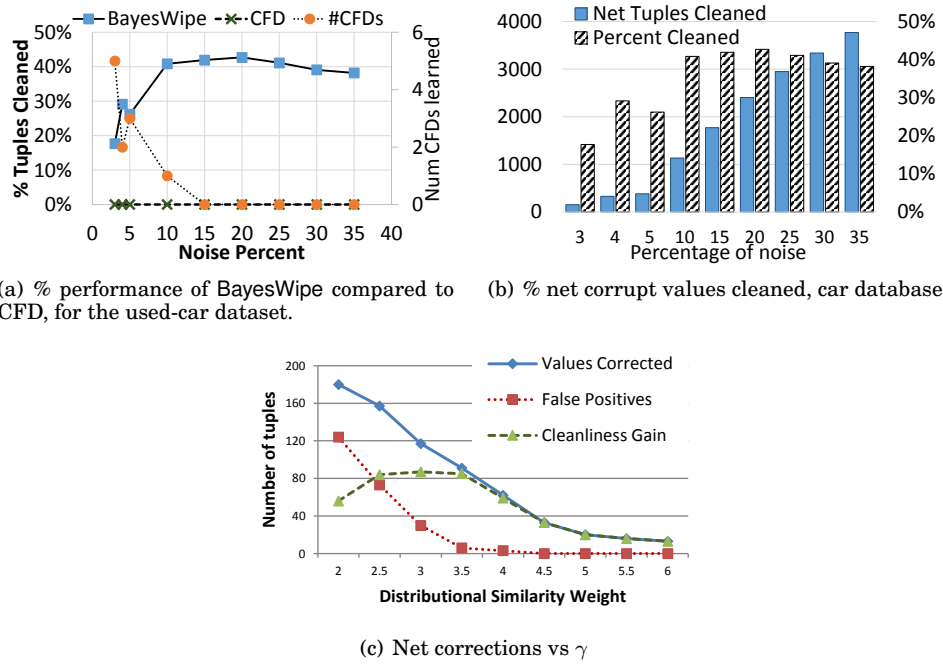 BayesWipe CFD #CFDs
50%
40%
30%
20%
10%
0%
% Tuples Cleaned
6
4
2
0
Num CFDs learned
0 5 10 15 20 25 30 35 40
Noise Percent
(a) % performance of BayesWipe compared to
CFD, for the used-car dataset.
Net Tuples Cleaned
Percent Cleaned
4000
3000
2000
1000
0
50%
40%
30%
20%
10%
0%
3 4 5 10 15 20 25 30 35
Percentage of noise
(b) % net corrupt values cleaned, car database
Values Corrected
False Positives
Cleanliness Gain
200
160
120
80
40
0
Number of tuples
2 2.5 3 3.5 4 4.5 5 5.5 6
Distributional Similarity Weight
(c) Net corrections vs γ